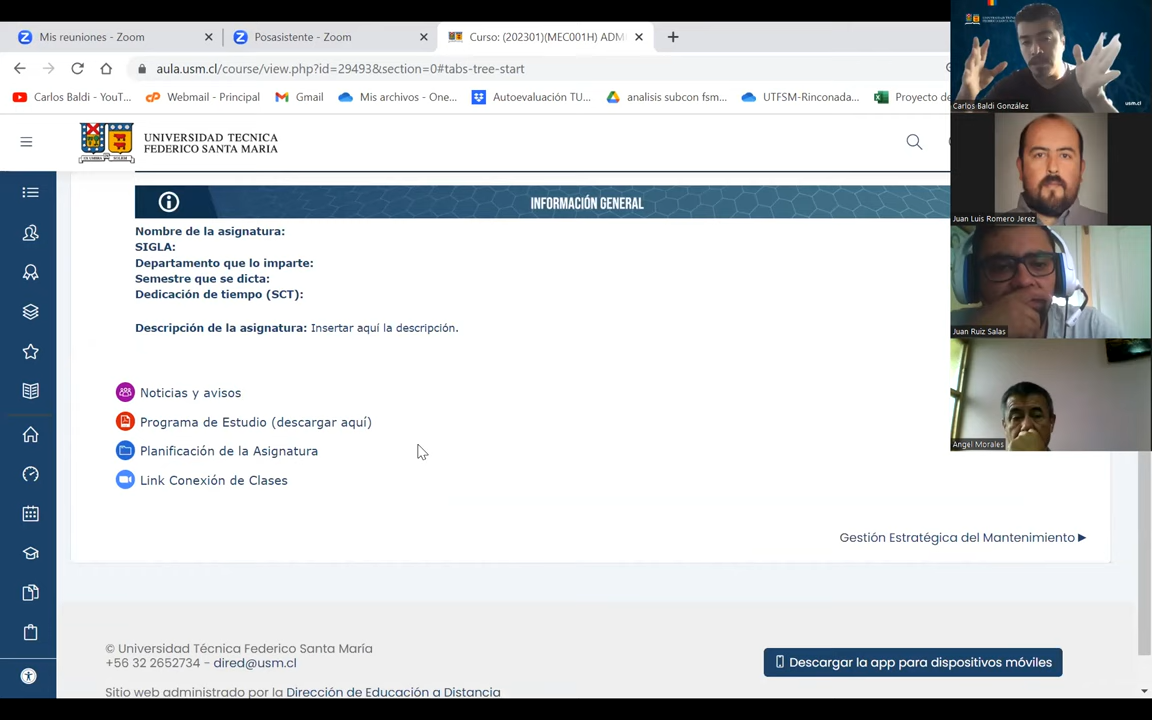 Mis reuniones - Zoom
Posasistente - Zoom
Curso: (202301)(MEC001H) ADM
aula.usm.cl/course/view.php?id=29493&section=0#tabs-tree-start
Carlos Baldi - YouT...
Webmail - Principal
Gmail
Mis archivos - One...
Autoevaluación TU...
analisis subcon fsm...
UTFSM-Rinconada...
Proyecto de
UNIVERSIDAD TECNICA
FEDERICO SANTA MARIA
INFORMACIÓN GENERAL
Nombre de la asignatura:
SIGLA:
Departamento que lo imparte:
Semestre que se dicta:
Dedicación de tiempo (SCT):
Descripción de la asignatura: Insertar aquí la descripción.
Noticias y avisos
Programa de Estudio (descargar aquí)
Planificación de la Asignatura
Link Conexión de Clases
Gestión Estratégica del Mantenimiento
© Universidad Técnica Federico Santa María
+56 32 2652734 - dired@usm.cl
Descargar la app para dispositivos móviles
Sitio web administrado por la Dirección de Educación a Distancia
Carlos Baldi González
usm.cl
Juan Luis Romero Jerez
Juan Ruiz Salas
Angel Morales